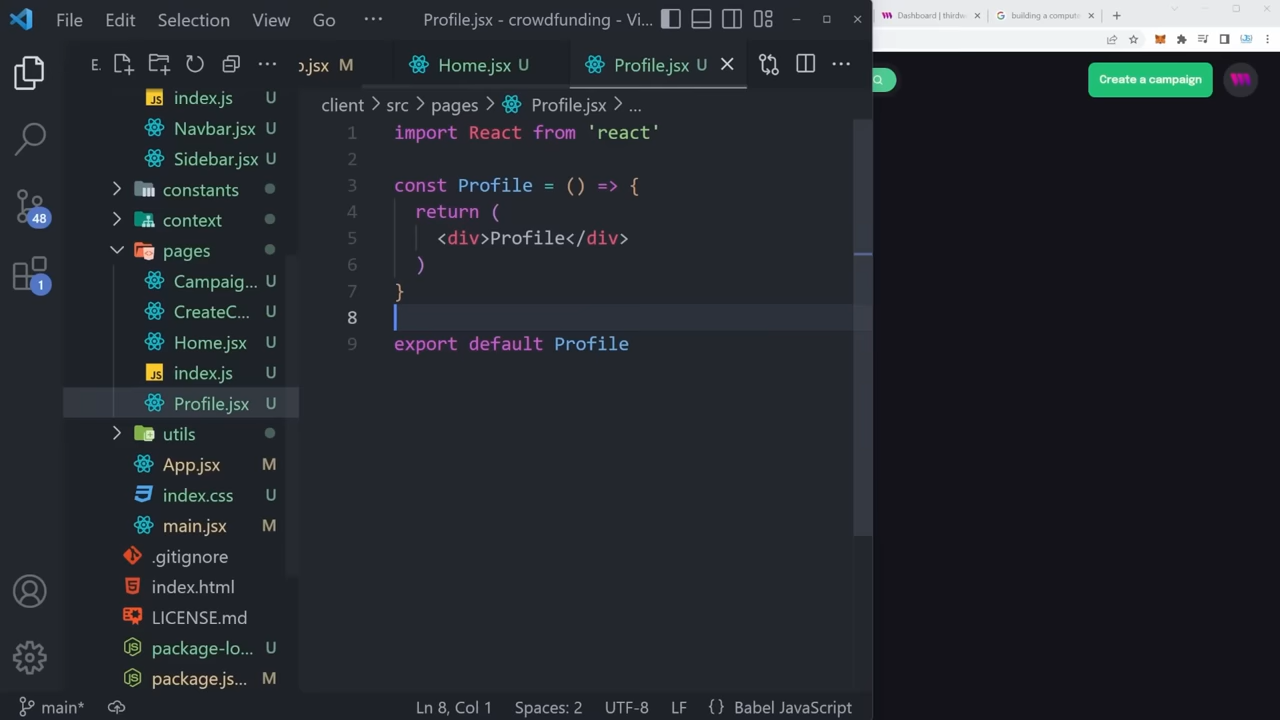 File Edit Selection View Go ··· Profile.jsx - crowdfunding - Vi...
Dashboard | thirdw
building a compute
E.
p.jsx M
Home.jsx U
Profile.jsx U
client > src > pages > Profile.jsx > ...
index.js U
Navbar.jsx U
Sidebar.jsx U
constants
context
pages
Campaig... U
CreateC... U
Home.jsx U
index.js U
Profile.jsx U
utils
App.jsx M
index.css U
main.jsx M
.gitignore
index.html
LICENSE.md
package-lo... U
package.js... M
48
1
1 import React from 'react'
2
3 const Profile = () => {
4 return (
5 <div>Profile</div>
6 )
7 }
8
9 export default Profile
Create a campaign
main* Ln 8, Col 1 Spaces: 2 UTF-8 LF {} Babel JavaScript